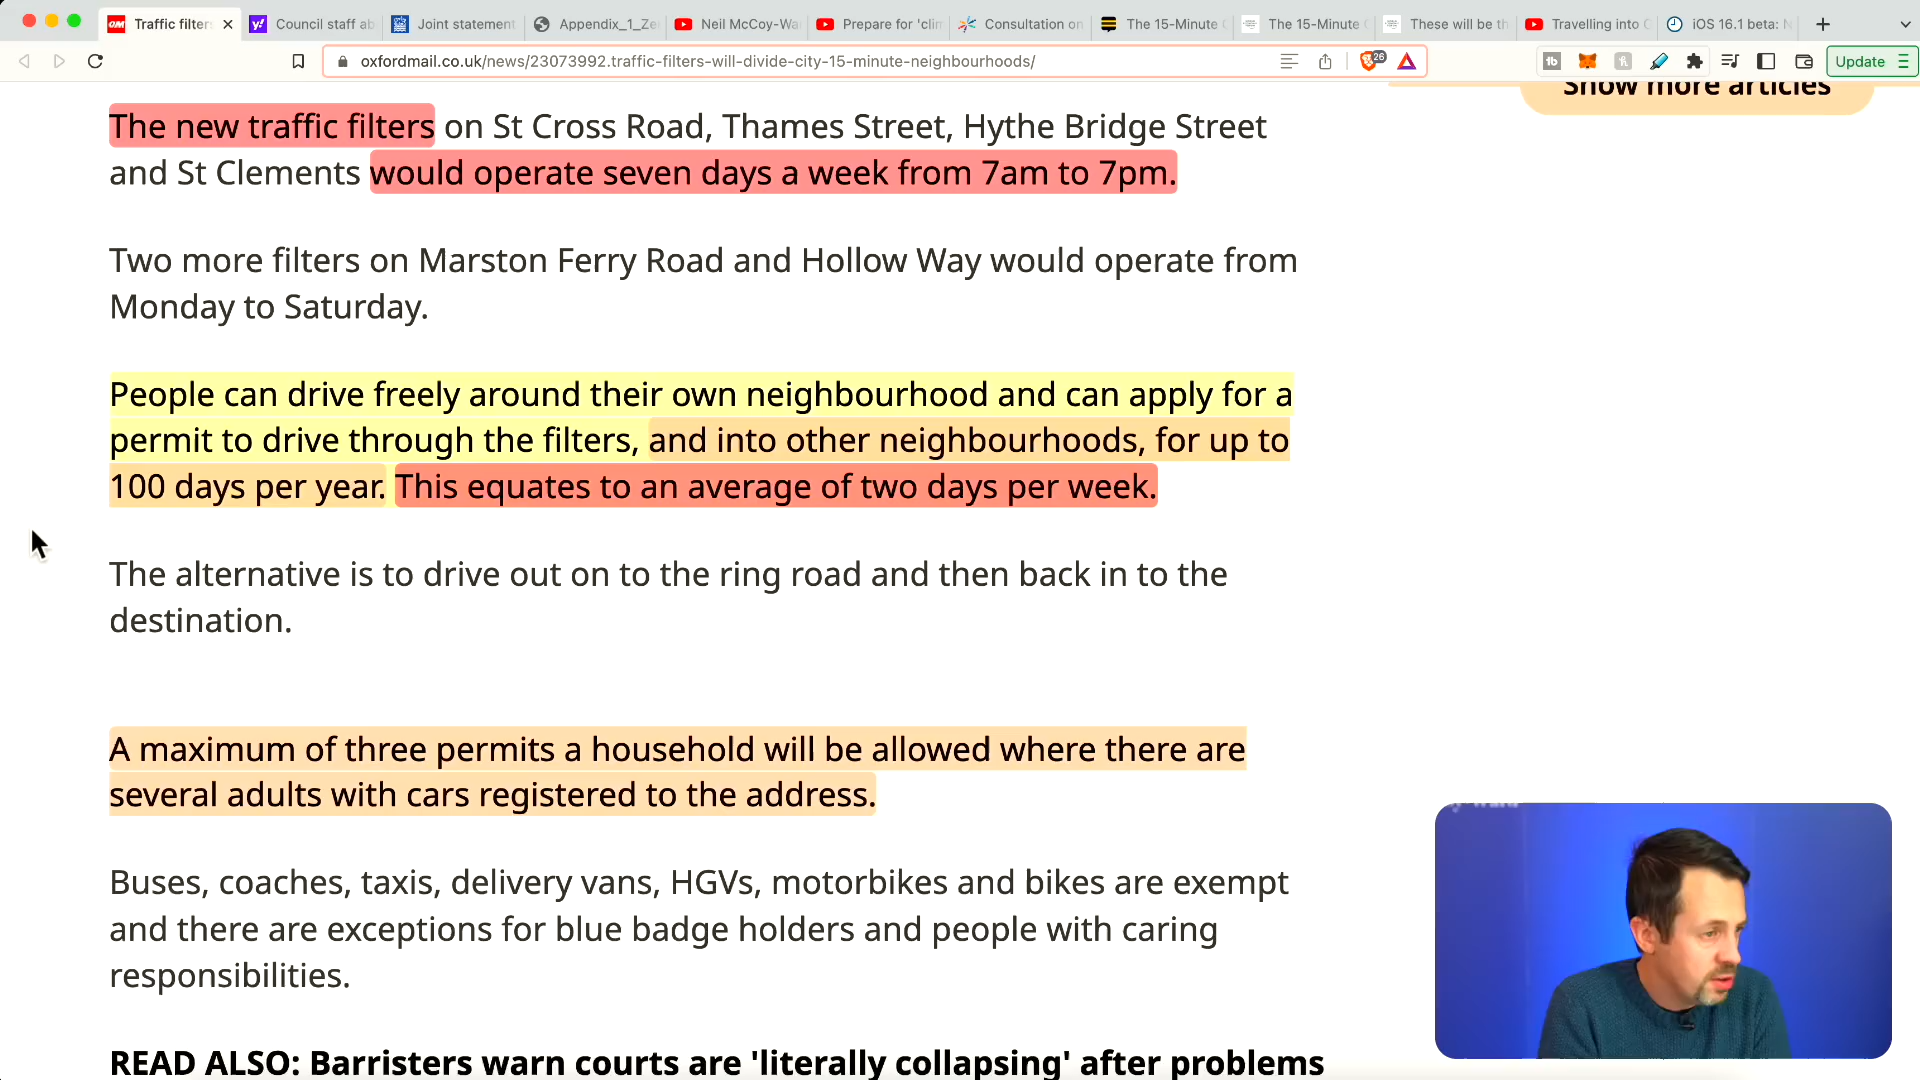 Traffic filters
Council staff ab
Joint statement
Appendix_1_Ze
Neil McCoy-Wa
Prepare for 'clim
Consultation on
The 15-Minute C
The 15-Minute
These will be th
Travelling into
iOS 16.1 beta: N
oxfordmail.co.uk/news/23073992.traffic-filters-will-divide-city-15-minute-neighbourhoods/
26
Update
Show more articles
The new traffic filters on St Cross Road, Thames Street, Hythe Bridge Street
and St Clements would operate seven days a week from 7am to 7pm.
Two more filters on Marston Ferry Road and Hollow Way would operate from
Monday to Saturday.
People can drive freely around their own neighbourhood and can apply for a
permit to drive through the filters, and into other neighbourhoods, for up to
100 days per year. This equates to an average of two days per week.
The alternative is to drive out on to the ring road and then back in to the
destination.
A maximum of three permits a household will be allowed where there are
several adults with cars registered to the address.
Buses, coaches, taxis, delivery vans, HGVs, motorbikes and bikes are exempt
and there are exceptions for blue badge holders and people with caring
responsibilities.
READ ALSO: Barristers warn courts are 'literally collapsing' after problems